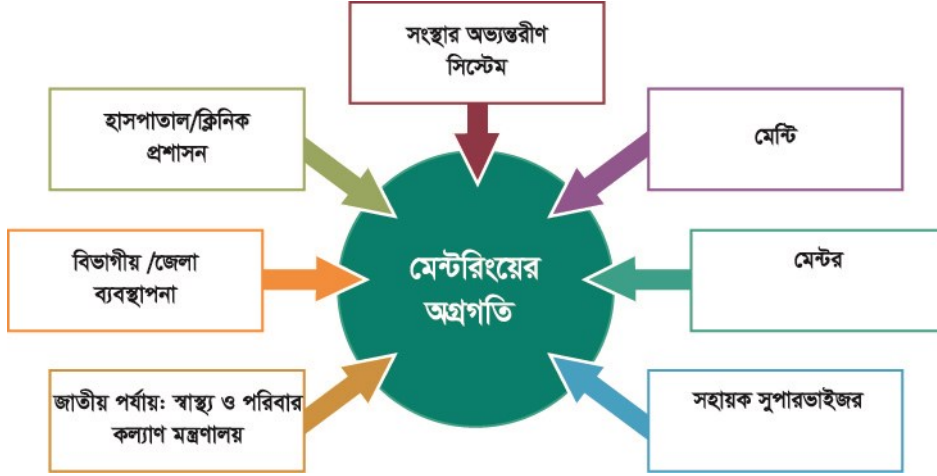 সংস্থার অভ্যন্তরীণ
সিস্টেম
হাসপাতাল/ক্লিনিক
প্রশাসন
মেন্টি
বিভাগীয় /জেলা
ব্যবস্থাপনা
মেন্টরিংয়ের
অগ্রগতি
মেন্টর
জাতীয় পর্যায়: স্বাস্থ্য ও পরিবার
কল্যাণ মন্ত্রণালয়
সহায়ক সুপারভাইজর